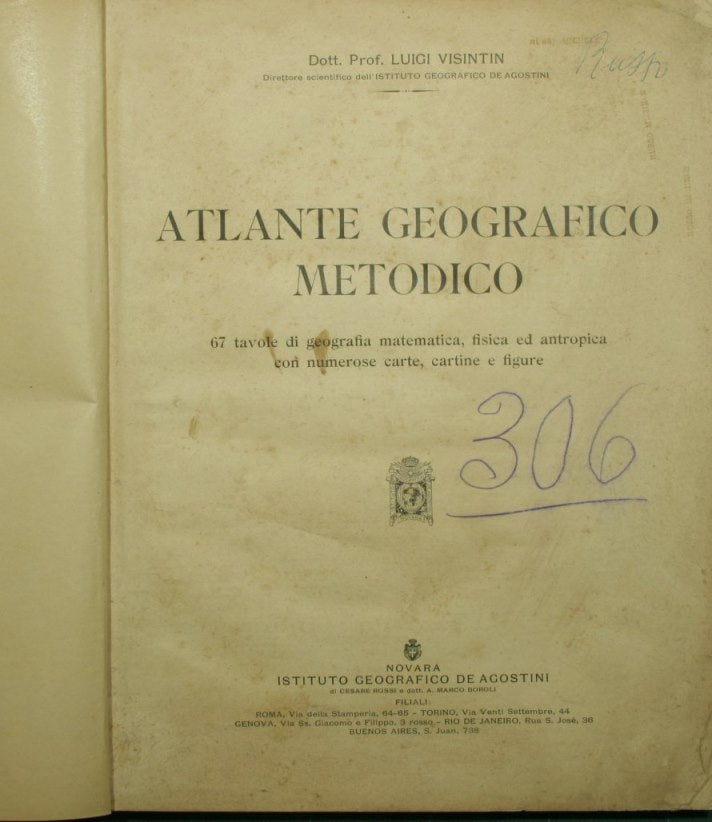 Dott. Prof. LUIGI VISINTIN
Direttore scientifico dell'ISTITUTO GEOGRAFICO DE AGOSTINI
Russo
ATLANTE GEOGRAFICO
METODICO
67 tavole di geografia matematica, fisica ed antropica
con numerose carte, cartine e figure
306
NOVARA
ISTITUTO GEOGRAFICO DE AGOSTINI
di CESARE ROSSI e dott. A. MARCO BOROLI
FILIALI:
ROMA, Via della Stamperia, 64-65 - TORINO, Via Venti Settembre, 44
GENOVA, Via Ss. Giacomo e Filippo, 3 rosso - RIO DE JANEIRO, Rua S. José, 36
BUENOS AIRES, S. Juan, 738